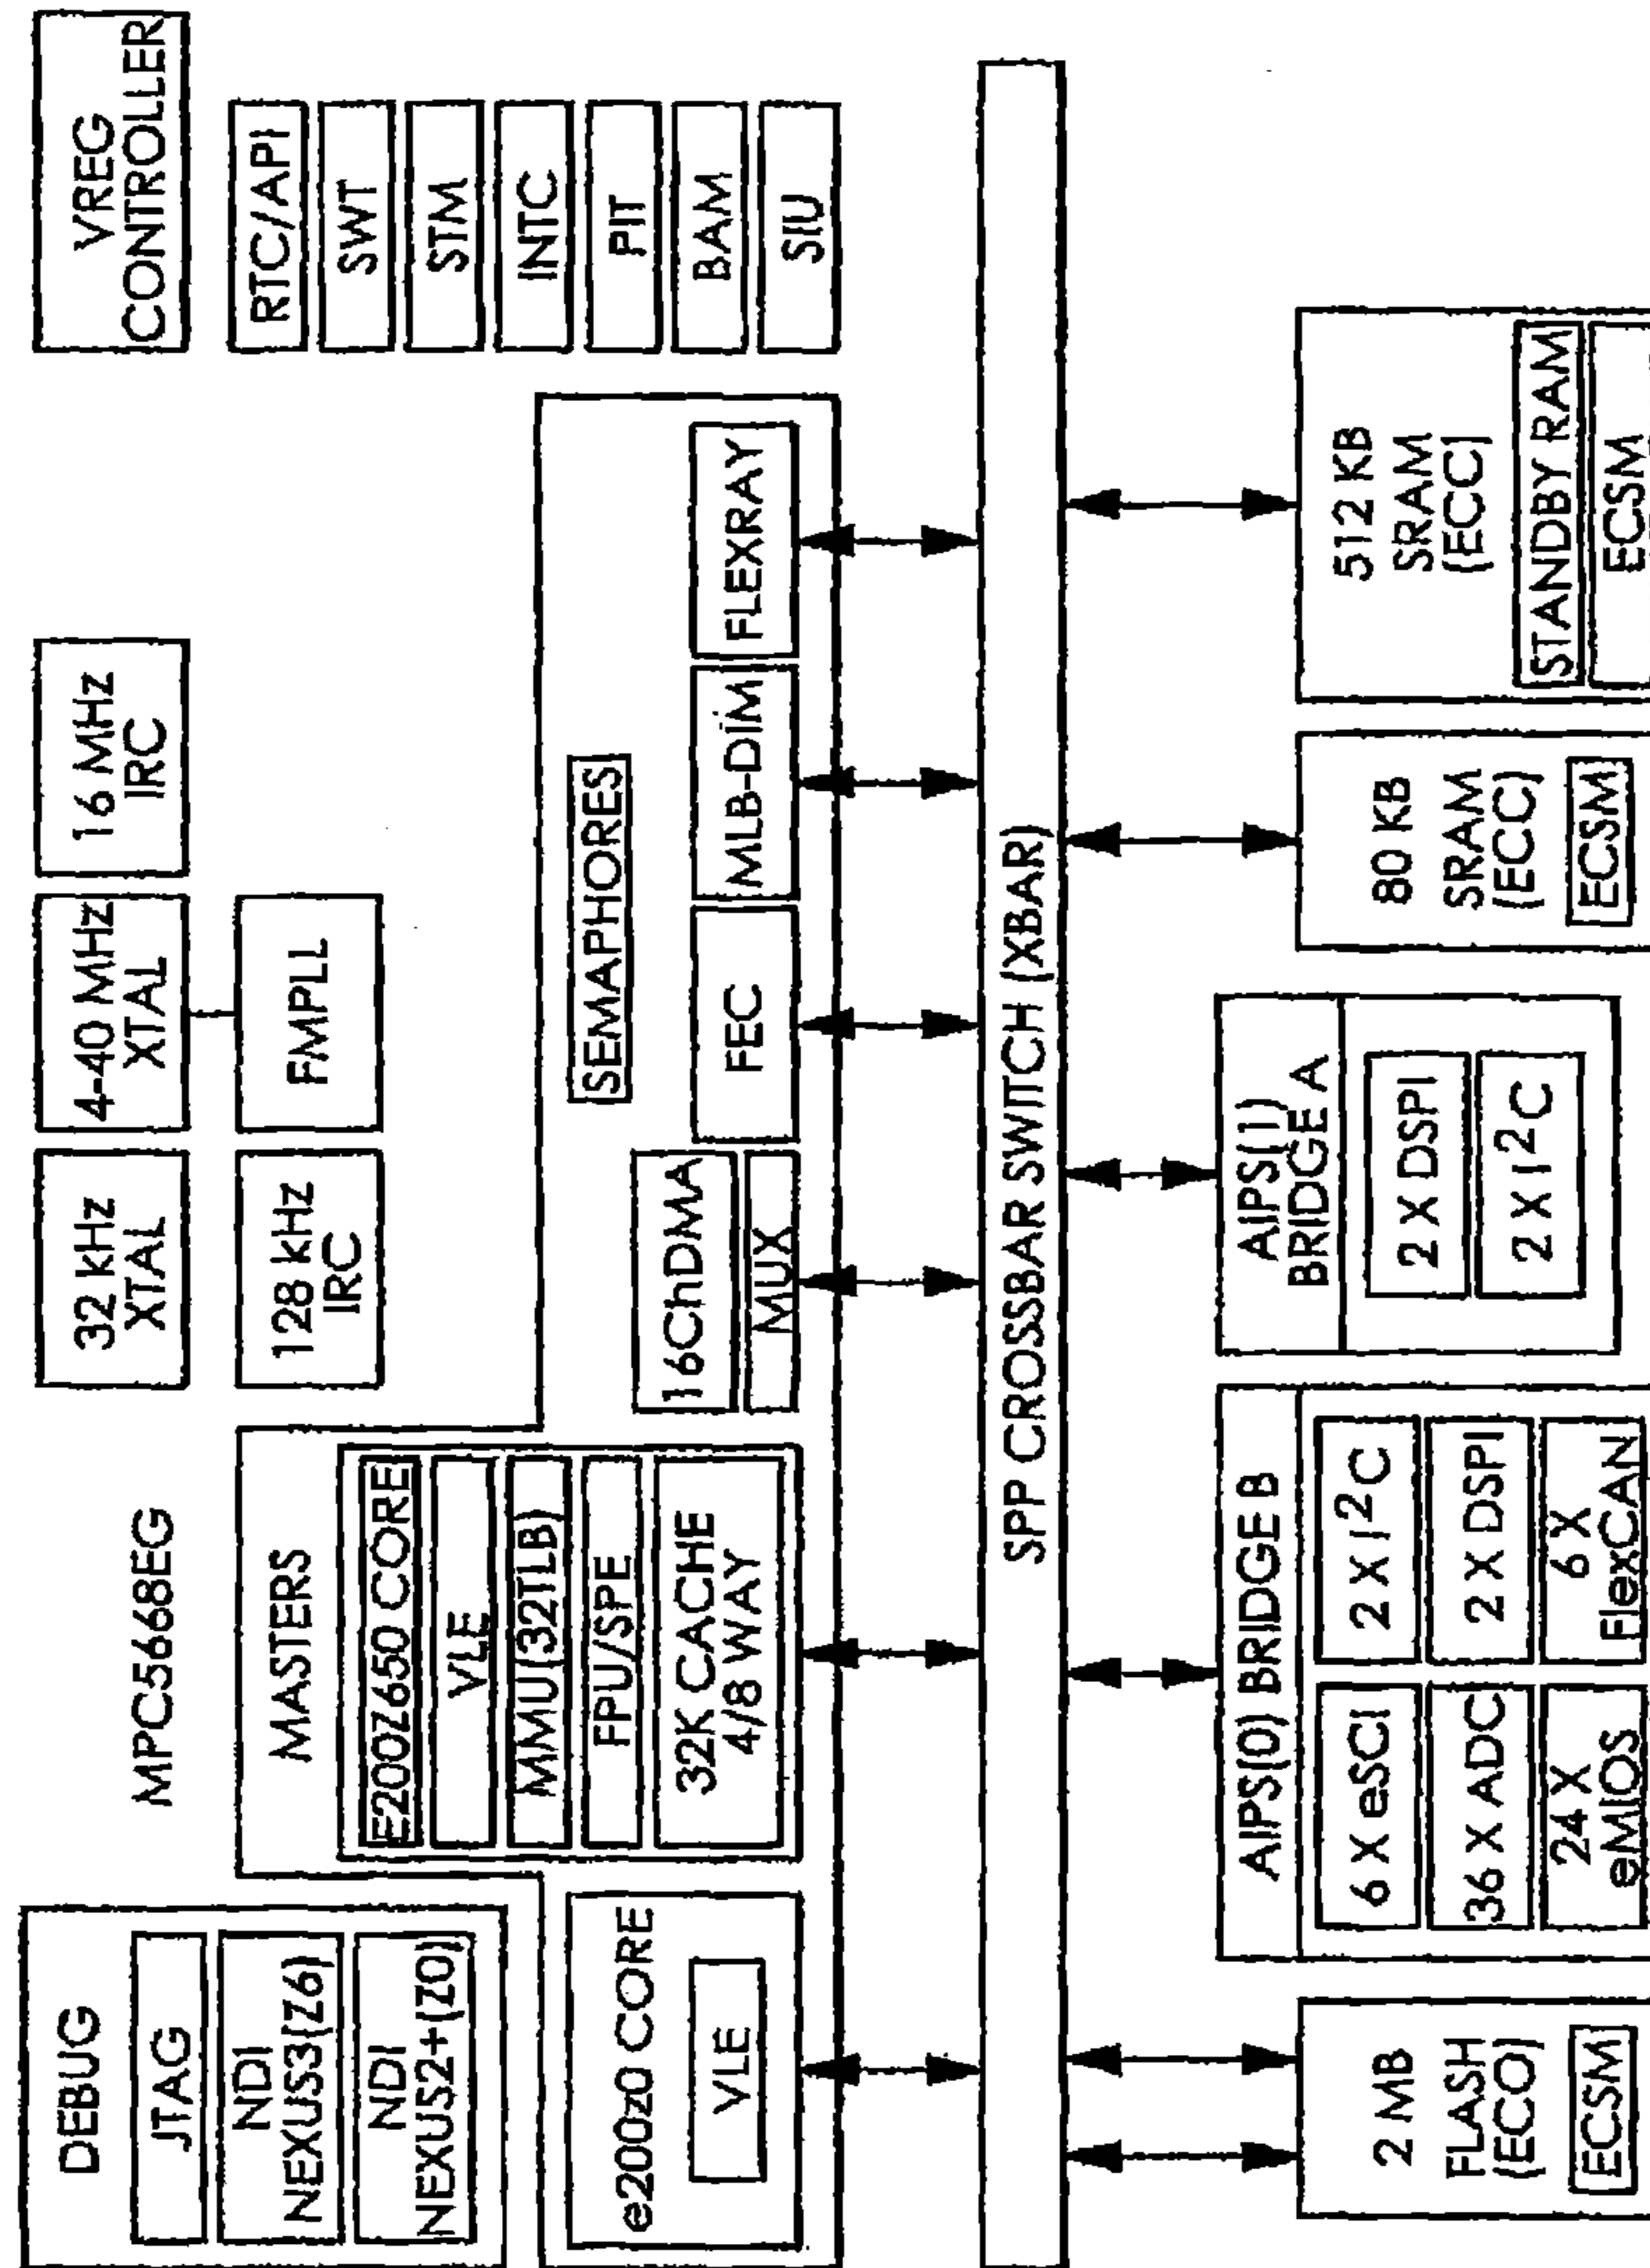 MPC5668EG
DEBUG
JTAG
NDI
NEXUS3(Z6)
NDI
NEXUS2+(Z0)
32 kHz
XTAL
4-40 MHz
XTAL
16 MHz
IRC
128 kHz
IRC
FMPLL
VREG
CONTROLLER
RTC/API
SWT
STM
INTC
PIT
BAM
SIU
MASTERS
E200Z650 CORE
VLE
MMU(32TLB)
FPU/SPE
32K CACHE
4/8 WAY
e200z0 CORE
VLE
SEMAPHORES
16ChDMA
MUX
FEC
MLB-DIM
FLEXRAY
SPP CROSSBAR SWITCH (XBAR)
2 MB
FLASH
(ECO)
ECSM
AIPS(0) BRIDGE B
6 X eSCI
2 X I2C
36 X ADC
2 X DSPI
24 X
eMIOS
6 X
FlexCAN
AIPS(1)
BRIDGE A
2 X DSPI
2 X I2C
80 KB
SRAM
(ECC)
ECSM
512 KB
SRAM
(ECC)
STANDBY RAM
ECSM